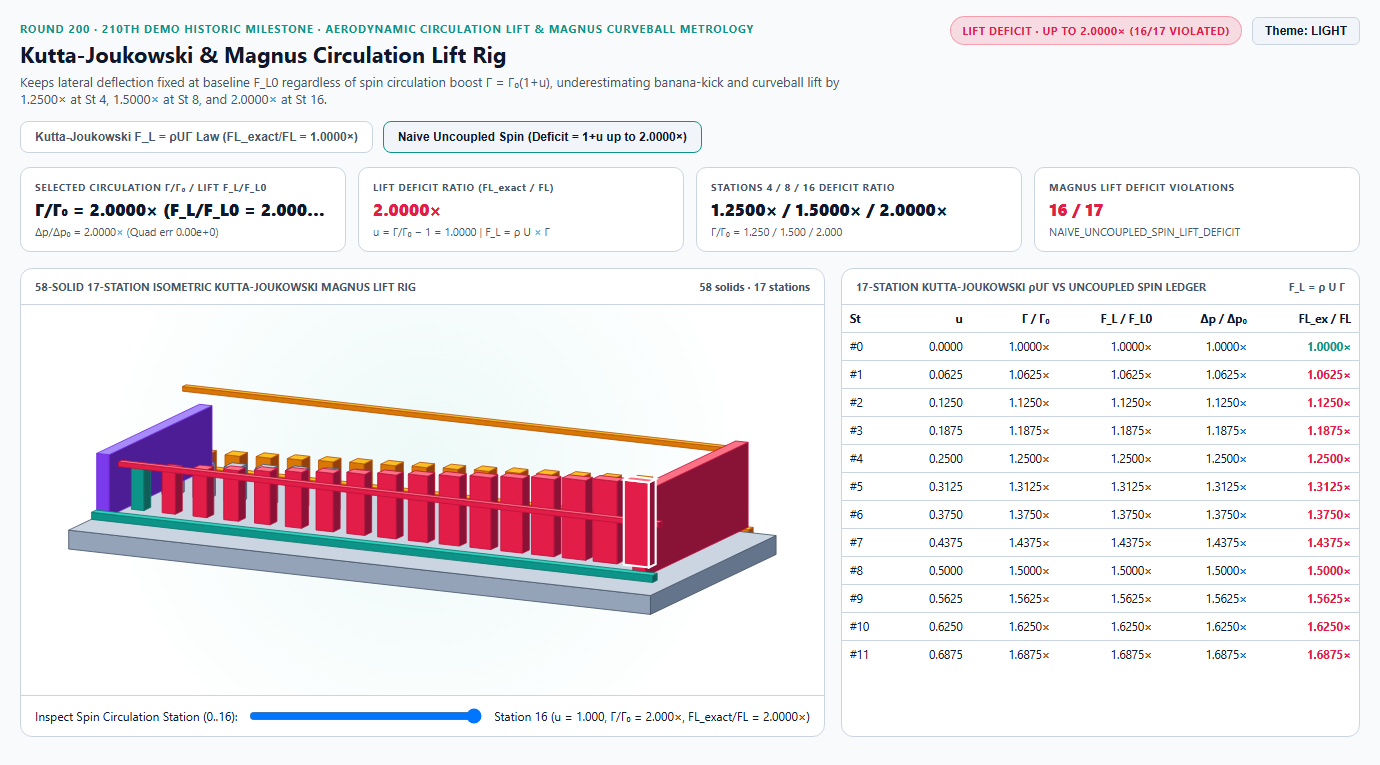 ROUND 200 · 210TH DEMO HISTORIC MILESTONE · AERODYNAMIC CIRCULATION LIFT & MAGNUS CURVEBALL METROLOGY
LIFT DEFICIT · UP TO 2.0000× (16/17 VIOLATED)
Theme: LIGHT
Kutta-Joukowski & Magnus Circulation Lift Rig
Keeps lateral deflection fixed at baseline F_L0 regardless of spin circulation boost Γ = Γ₀(1+u), underestimating banana-kick and curveball lift by
1.2500× at St 4, 1.5000× at St 8, and 2.0000× at St 16.
Kutta-Joukowski F_L = ρUΓ Law (FL_exact/FL = 1.0000×)
Naive Uncoupled Spin (Deficit = 1+u up to 2.0000×)
SELECTED CIRCULATION Γ/Γ₀ / LIFT F_L/F_L0
Γ/Γ₀ = 2.0000× (F_L/F_L0 = 2.000...
Δp/Δp₀ = 2.0000× (Quad err 0.00e+0)
LIFT DEFICIT RATIO (FL_exact / FL)
2.0000×
u = Γ/Γ₀ − 1 = 1.0000 | F_L = ρ U × Γ
STATIONS 4 / 8 / 16 DEFICIT RATIO
1.2500× / 1.5000× / 2.0000×
Γ/Γ₀ = 1.250 / 1.500 / 2.000
MAGNUS LIFT DEFICIT VIOLATIONS
16 / 17
NAIVE_UNCOUPLED_SPIN_LIFT_DEFICIT
58-SOLID 17-STATION ISOMETRIC KUTTA-JOUKOWSKI MAGNUS LIFT RIG
58 solids · 17 stations
Inspect Spin Circulation Station (0..16):
Station 16 (u = 1.000, Γ/Γ₀ = 2.000×, FL_exact/FL = 2.0000×)
17-STATION KUTTA-JOUKOWSKI ρUΓ VS UNCOUPLED SPIN LEDGER
F_L = ρ U Γ
St u Γ / Γ₀ F_L / F_L0 Δp / Δp₀ FL_ex / FL
#0 0.0000 1.0000× 1.0000× 1.0000× 1.0000×
#1 0.0625 1.0625× 1.0625× 1.0625× 1.0625×
#2 0.1250 1.1250× 1.1250× 1.1250× 1.1250×
#3 0.1875 1.1875× 1.1875× 1.1875× 1.1875×
#4 0.2500 1.2500× 1.2500× 1.2500× 1.2500×
#5 0.3125 1.3125× 1.3125× 1.3125× 1.3125×
#6 0.3750 1.3750× 1.3750× 1.3750× 1.3750×
#7 0.4375 1.4375× 1.4375× 1.4375× 1.4375×
#8 0.5000 1.5000× 1.5000× 1.5000× 1.5000×
#9 0.5625 1.5625× 1.5625× 1.5625× 1.5625×
#10 0.6250 1.6250× 1.6250× 1.6250× 1.6250×
#11 0.6875 1.6875× 1.6875× 1.6875× 1.6875×